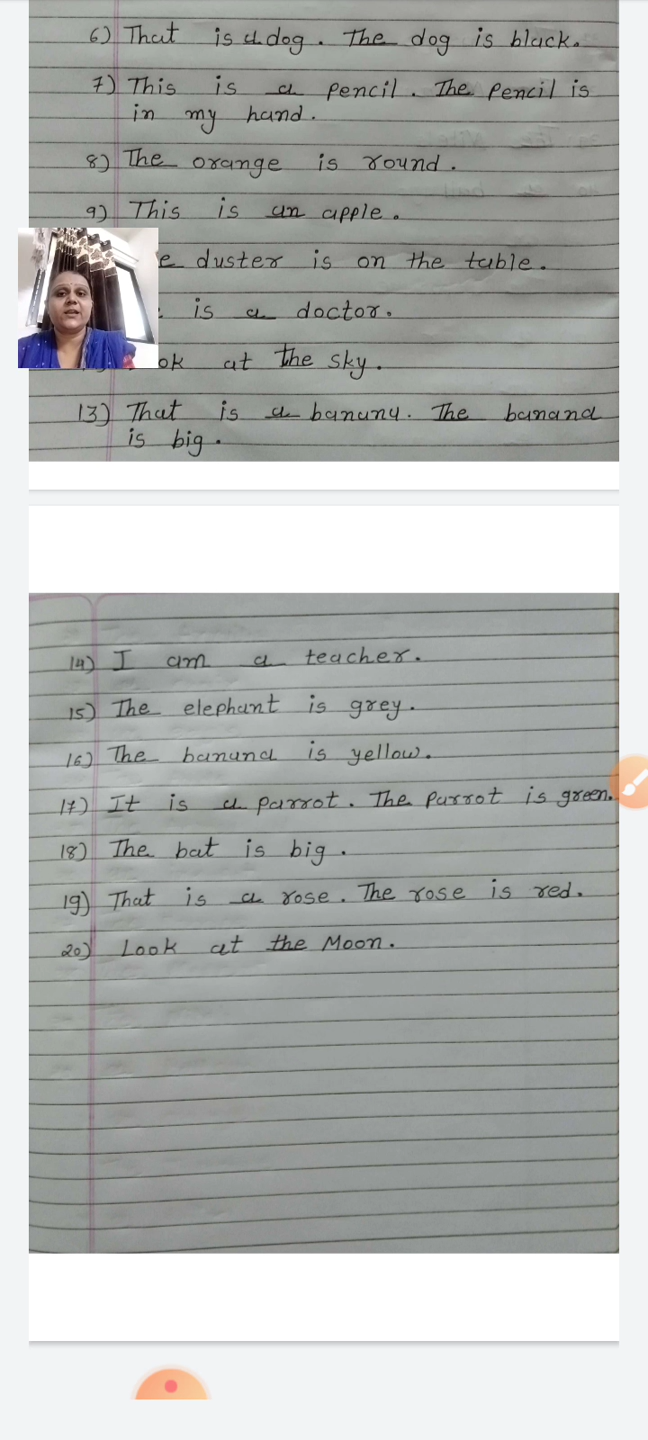 6) That is a dog. The dog is black.
7) This is a pencil. The pencil is
in my hand.
8) The orange is round.
9) This is an apple.
e duster is on the table.
is a doctor.
ok at the sky.
13) That is a banana. The banana
is big.
14) I am a teacher.
15) The elephant is grey.
16) The banana is yellow.
17) It is a parrot. The parrot is green.
18) The bat is big.
19) That is a rose. The rose is red.
20) Look at the Moon.